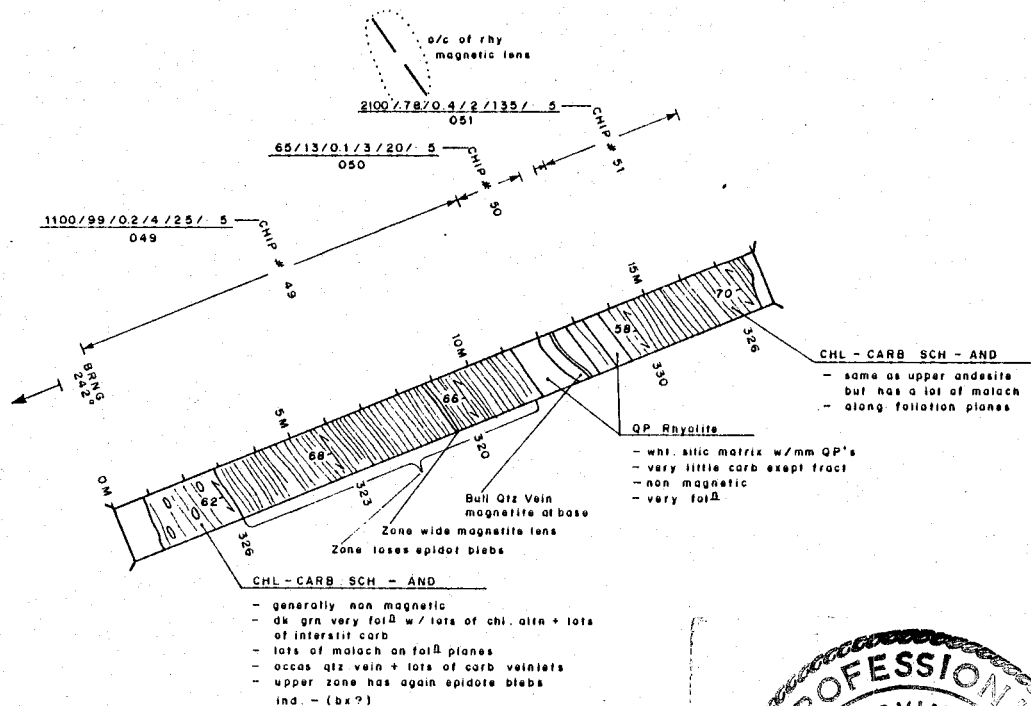 o/c of rhy
magnetic lens
2100/.78/0.4/2/135/- 5
051
CHIP # 51
65/13/0.1/3/20/- 5
050
CHIP # 50
1100/99/0.2/4/25/- 5
049
CHIP # 49
BRNG
242°
0M
5M
10M
15M
62
68
66
58
70
326
323
320
330
326
CHL - CARB SCH - AND
- same as upper andesite
but has a lot of malach
- along foliation planes
QP Rhyolite
- wht. silic matrix w/mm QP's
- very little carb exept fract
- non magnetic
- very folⁿ
Bull Qtz Vein
magnetite at base
Zone wide magnetite lens
Zone loses epidot blebs
CHL - CARB SCH - AND
- generally non magnetic
- dk grn very folⁿ w/ lots of chl. altn + lots
of interstit carb
- lots of malach on folⁿ planes
- occas qtz vein + lots of carb veinlets
- upper zone has again epidote blebs
ind. - (bx?)
PROFESSION